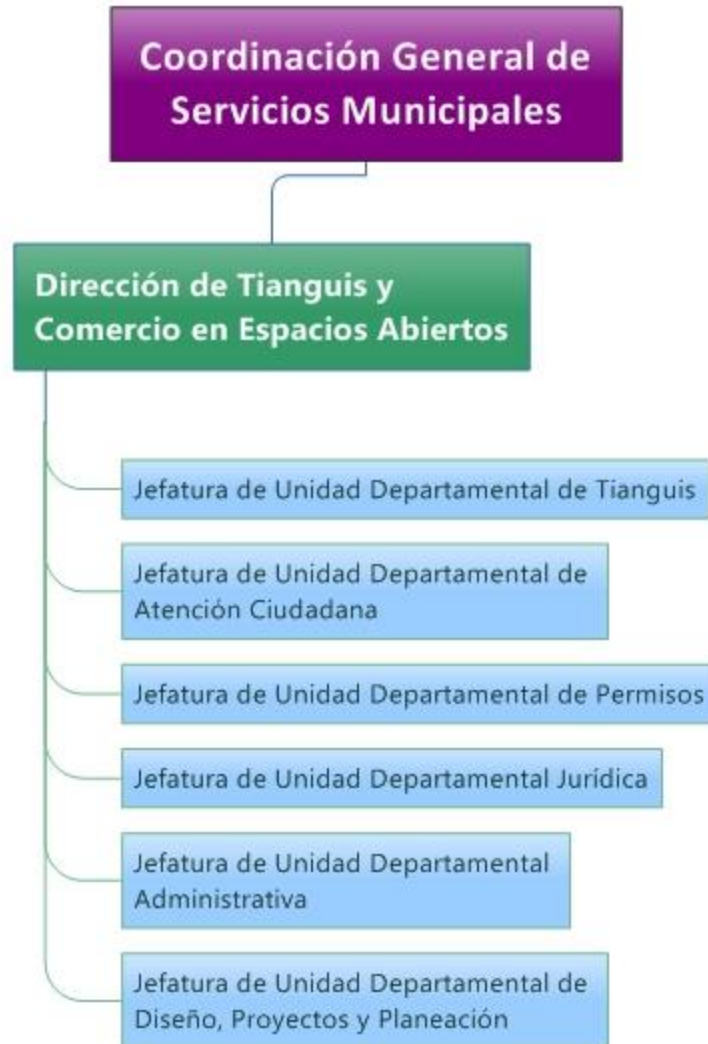 Coordinación General de
Servicios Municipales
Dirección de Tianguis y
Comercio en Espacios Abiertos
Jefatura de Unidad Departamental de Tianguis
Jefatura de Unidad Departamental de
Atención Ciudadana
Jefatura de Unidad Departamental de Permisos
Jefatura de Unidad Departamental Jurídica
Jefatura de Unidad Departamental
Administrativa
Jefatura de Unidad Departamental de
Diseño, Proyectos y Planeación